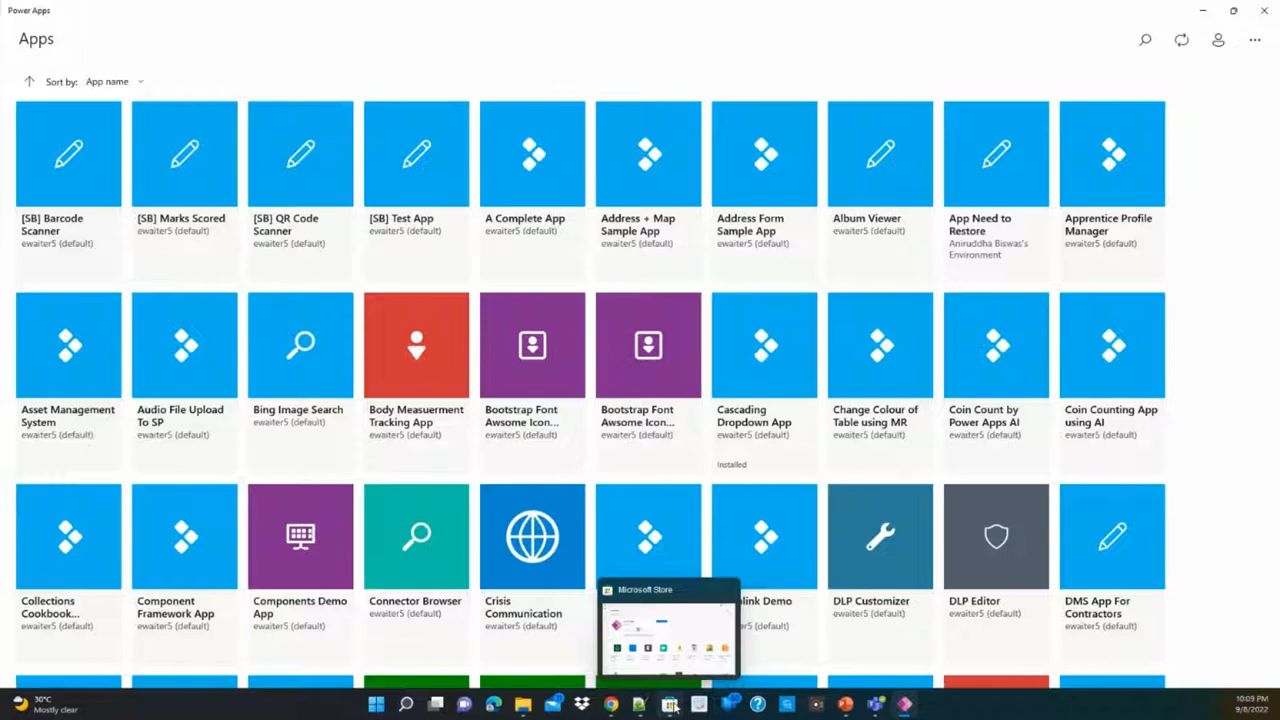 Power Apps
Apps
Sort by: App name
[SB] Barcode
Scanner
ewaiter5 (default)
[SB] Marks Scored
ewaiter5 (default)
[SB] QR Code
Scanner
ewaiter5 (default)
[SB] Test App
ewaiter5 (default)
A Complete App
ewaiter5 (default)
Address + Map
Sample App
ewaiter5 (default)
Address Form
Sample App
ewaiter5 (default)
Album Viewer
ewaiter5 (default)
App Need to
Restore
Aniruddha Biswas's
Environment
Apprentice Profile
Manager
ewaiter5 (default)
Asset Management
System
ewaiter5 (default)
Audio File Upload
To SP
ewaiter5 (default)
Bing Image Search
ewaiter5 (default)
Body Measuerment
Tracking App
ewaiter5 (default)
Bootstrap Font
Awsome Icon...
ewaiter5 (default)
Bootstrap Font
Awsome Icon...
ewaiter5 (default)
Cascading
Dropdown App
ewaiter5 (default)
Installed
Change Colour of
Table using MR
ewaiter5 (default)
Coin Count by
Power Apps AI
ewaiter5 (default)
Coin Counting App
using AI
ewaiter5 (default)
Collections
Cookbook...
ewaiter5 (default)
Component
Framework App
ewaiter5 (default)
Components Demo
App
ewaiter5 (default)
Connector Browser
ewaiter5 (default)
Crisis
Communication
ewaiter5 (default)
Microsoft Store
Demo
(default)
DLP Customizer
ewaiter5 (default)
DLP Editor
ewaiter5 (default)
DMS App For
Contractors
ewaiter5 (default)
30°C
Mostly clear
10:09 PM
9/8/2022